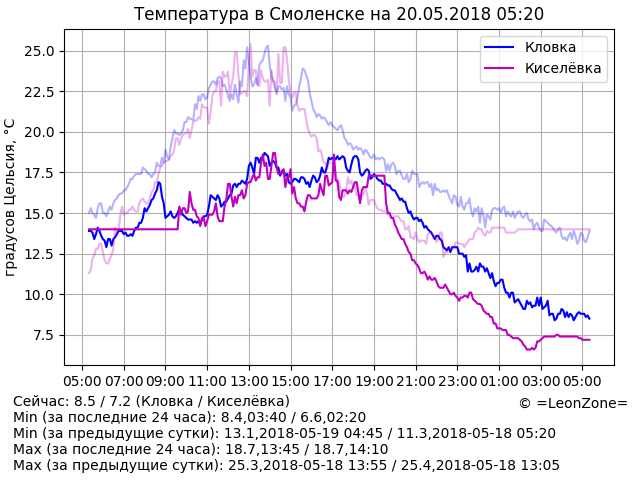 Температура в Смоленске на 20.05.2018 05:20
25.0
22.5
20.0
17.5
15.0
12.5
10.0
7.5
градусов Цельсия, °C
Кловка
Киселёвка
05:00 07:00 09:00 11:00 13:00 15:00 17:00 19:00 21:00 23:00 01:00 03:00 05:00
Сейчас: 8.5 / 7.2 (Кловка / Киселёвка)
© =LeonZone=
Min (за последние 24 часа): 8.4,03:40 / 6.6,02:20
Min (за предыдущие сутки): 13.1,2018-05-19 04:45 / 11.3,2018-05-18 05:20
Max (за последние 24 часа): 18.7,13:45 / 18.7,14:10
Max (за предыдущие сутки): 25.3,2018-05-18 13:55 / 25.4,2018-05-18 13:05